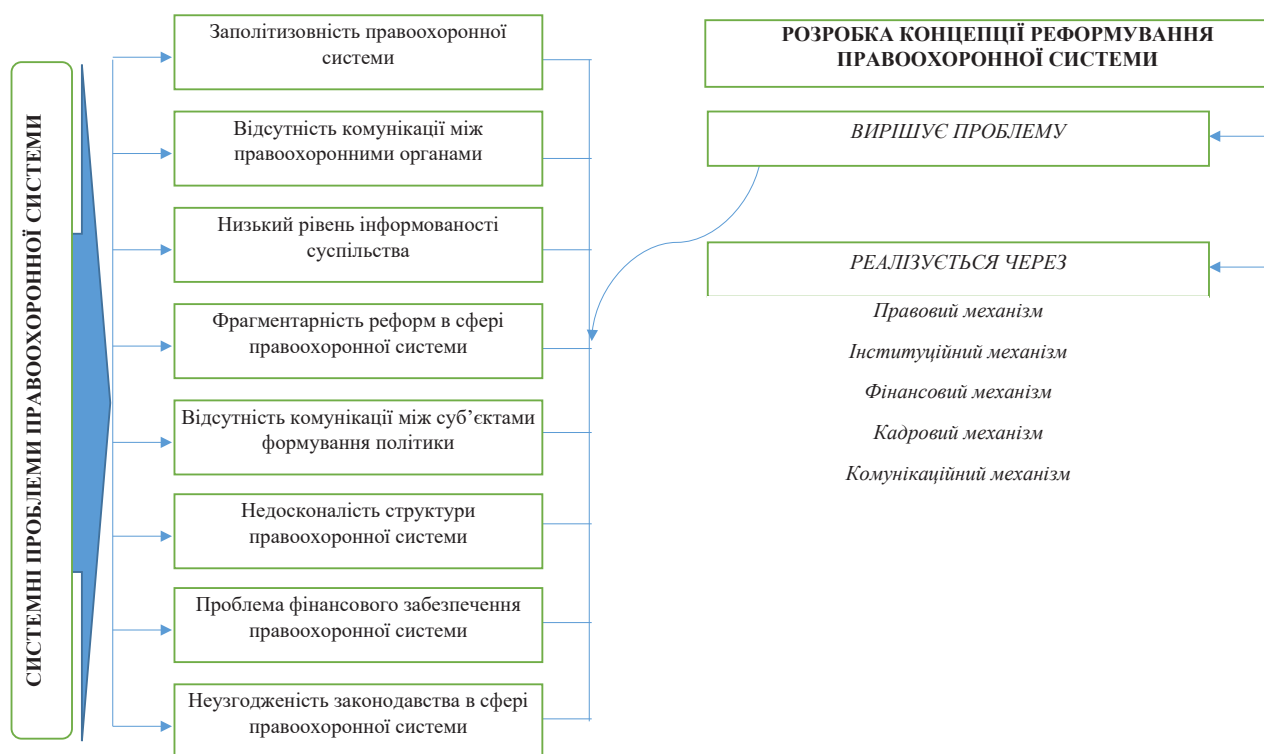 СИСТЕМНІ ПРОБЛЕМИ ПРАВООХОРОННОЇ СИСТЕМИ
Заполітизовність правоохоронної
системи
Відсутність комунікації між
правоохоронними органами
Низький рівень інформованості
суспільства
Фрагментарність реформ в сфері
правоохоронної системи
Відсутність комунікації між суб’єктами
формування політики
Недосконалість структури
правоохоронної системи
Проблема фінансового забезпечення
правоохоронної системи
Неузгодженість законодавства в сфері
правоохоронної системи
РОЗРОБКА КОНЦЕПЦІЇ РЕФОРМУВАННЯ
ПРАВООХОРОННОЇ СИСТЕМИ
ВИРІШУЄ ПРОБЛЕМУ
РЕАЛІЗУЄТЬСЯ ЧЕРЕЗ
Правовий механізм
Інституційний механізм
Фінансовий механізм
Кадровий механізм
Комунікаційний механізм